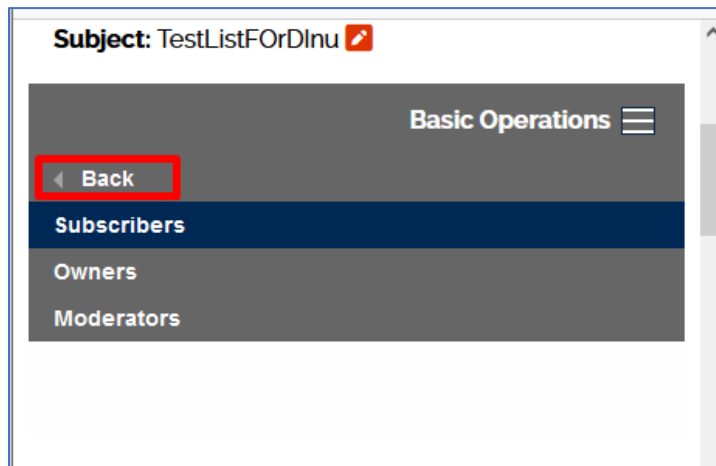 Subject: TestListFOrDInu
Basic Operations
Back
Subscribers
Owners
Moderators